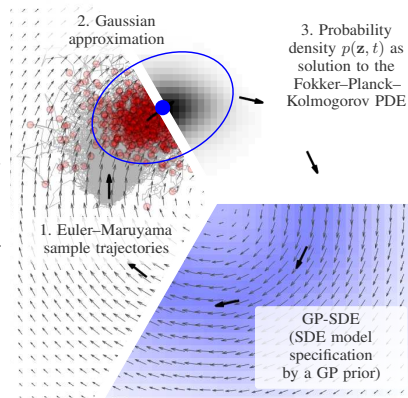 2. Gaussian
approximation
3. Probability
density p(z, t) as
solution to the
Fokker–Planck–
Kolmogorov PDE
1. Euler–Maruyama
sample trajectories
GP-SDE
(SDE model
specification
by a GP prior)